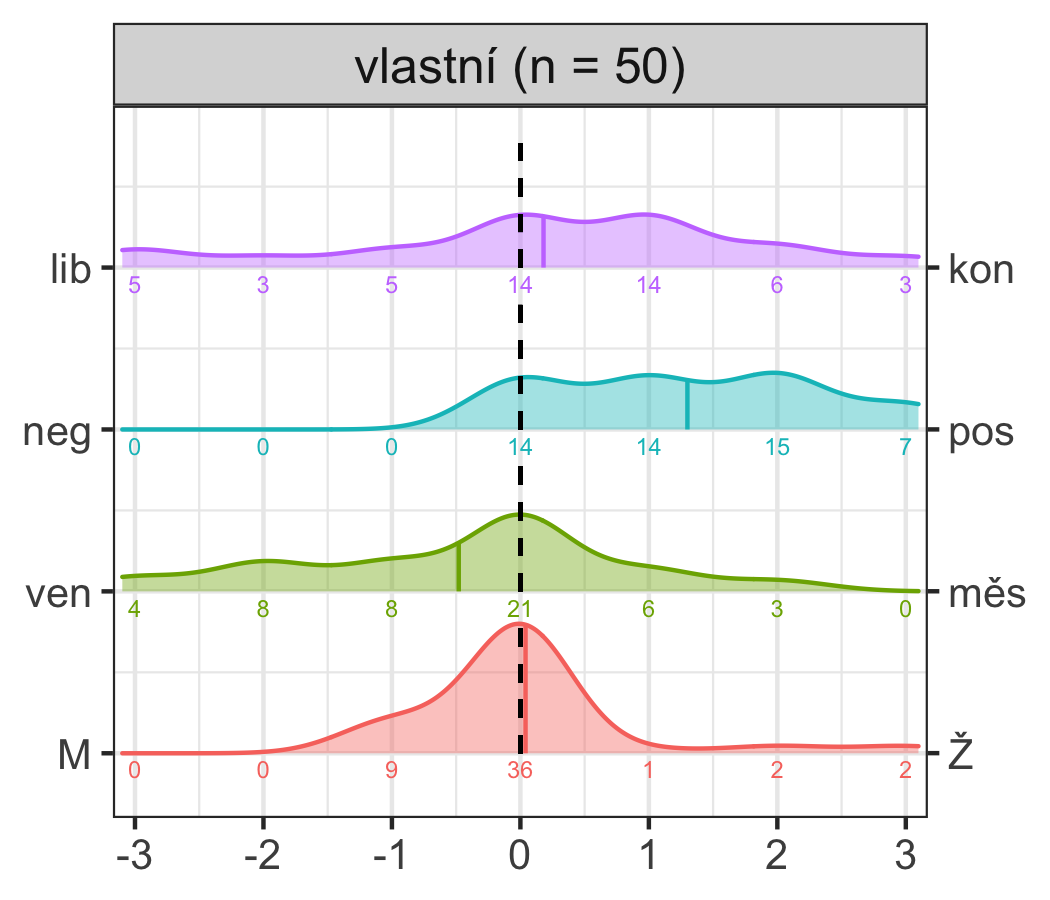 vlastní (n = 50)
lib kon
5 3 5 14 14 6 3
neg pos
0 0 0 14 14 15 7
ven měs
4 8 8 21 6 3 0
M Ž
0 0 9 36 1 2 2
-3 -2 -1 0 1 2 3